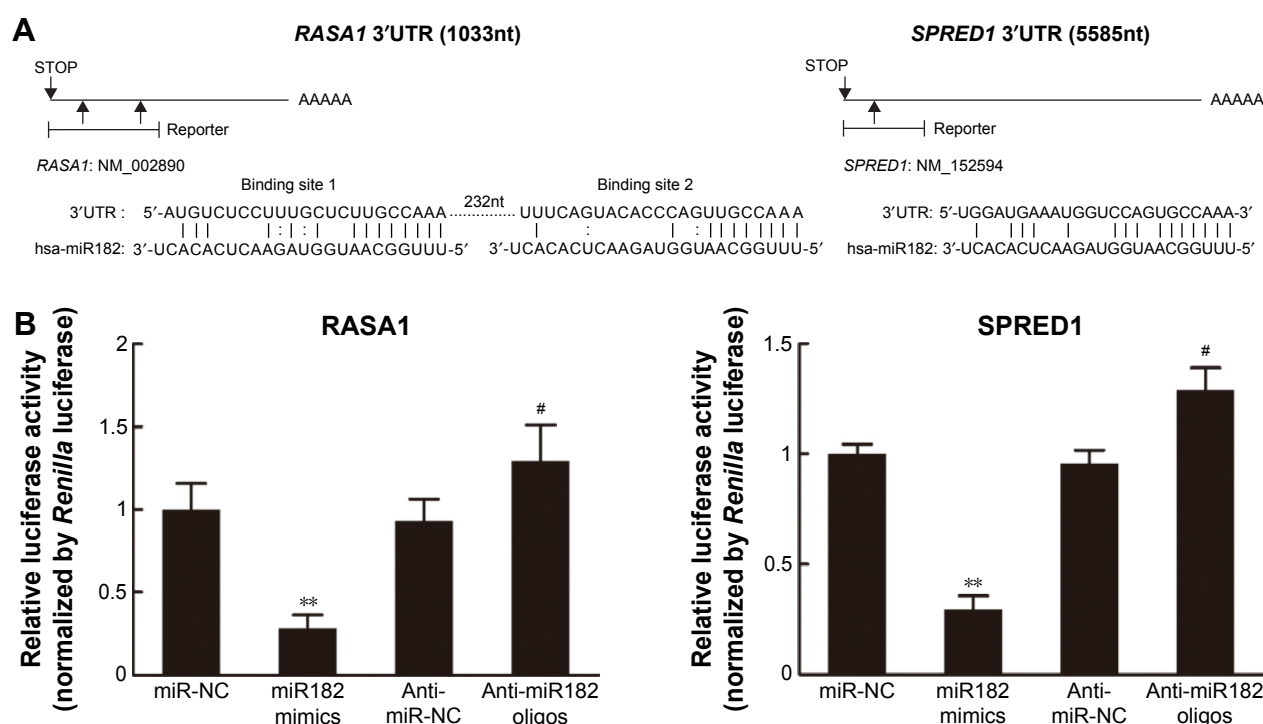 A
RASA1 3′UTR (1033nt)
STOP
AAAAA
Reporter
RASA1: NM_002890
Binding site 1
Binding site 2
3′UTR : 5′-AUGUCUCCUUUGCUCUUGCCAAA ·············· UUUCAGUACACCCAGUUGCCAAA
232nt
hsa-miR182: 3′-UCACACUCAAGAUGGUAACGGUUU-5′ 3′-UCACACUCAAGAUGGUAACGGUUU-5′
SPRED1 3′UTR (5585nt)
STOP
AAAAA
Reporter
SPRED1: NM_152594
3′UTR: 5′-UGGAUGAAAUGGUCCAGUGCCAAA-3′
hsa-miR182: 3′-UCACACUCAAGAUGGUAACGGUUU-5′
B
RASA1
Relative luciferase activity
(normalized by Renilla luciferase)
2
1.5
1
0.5
0
**
#
miR-NC
miR182
mimics
Anti-
miR-NC
Anti-miR182
oligos
SPRED1
Relative luciferase activity
(normalized by Renilla luciferase)
1.5
1
0.5
0
**
#
miR-NC
miR182
mimics
Anti-
miR-NC
Anti-miR182
oligos